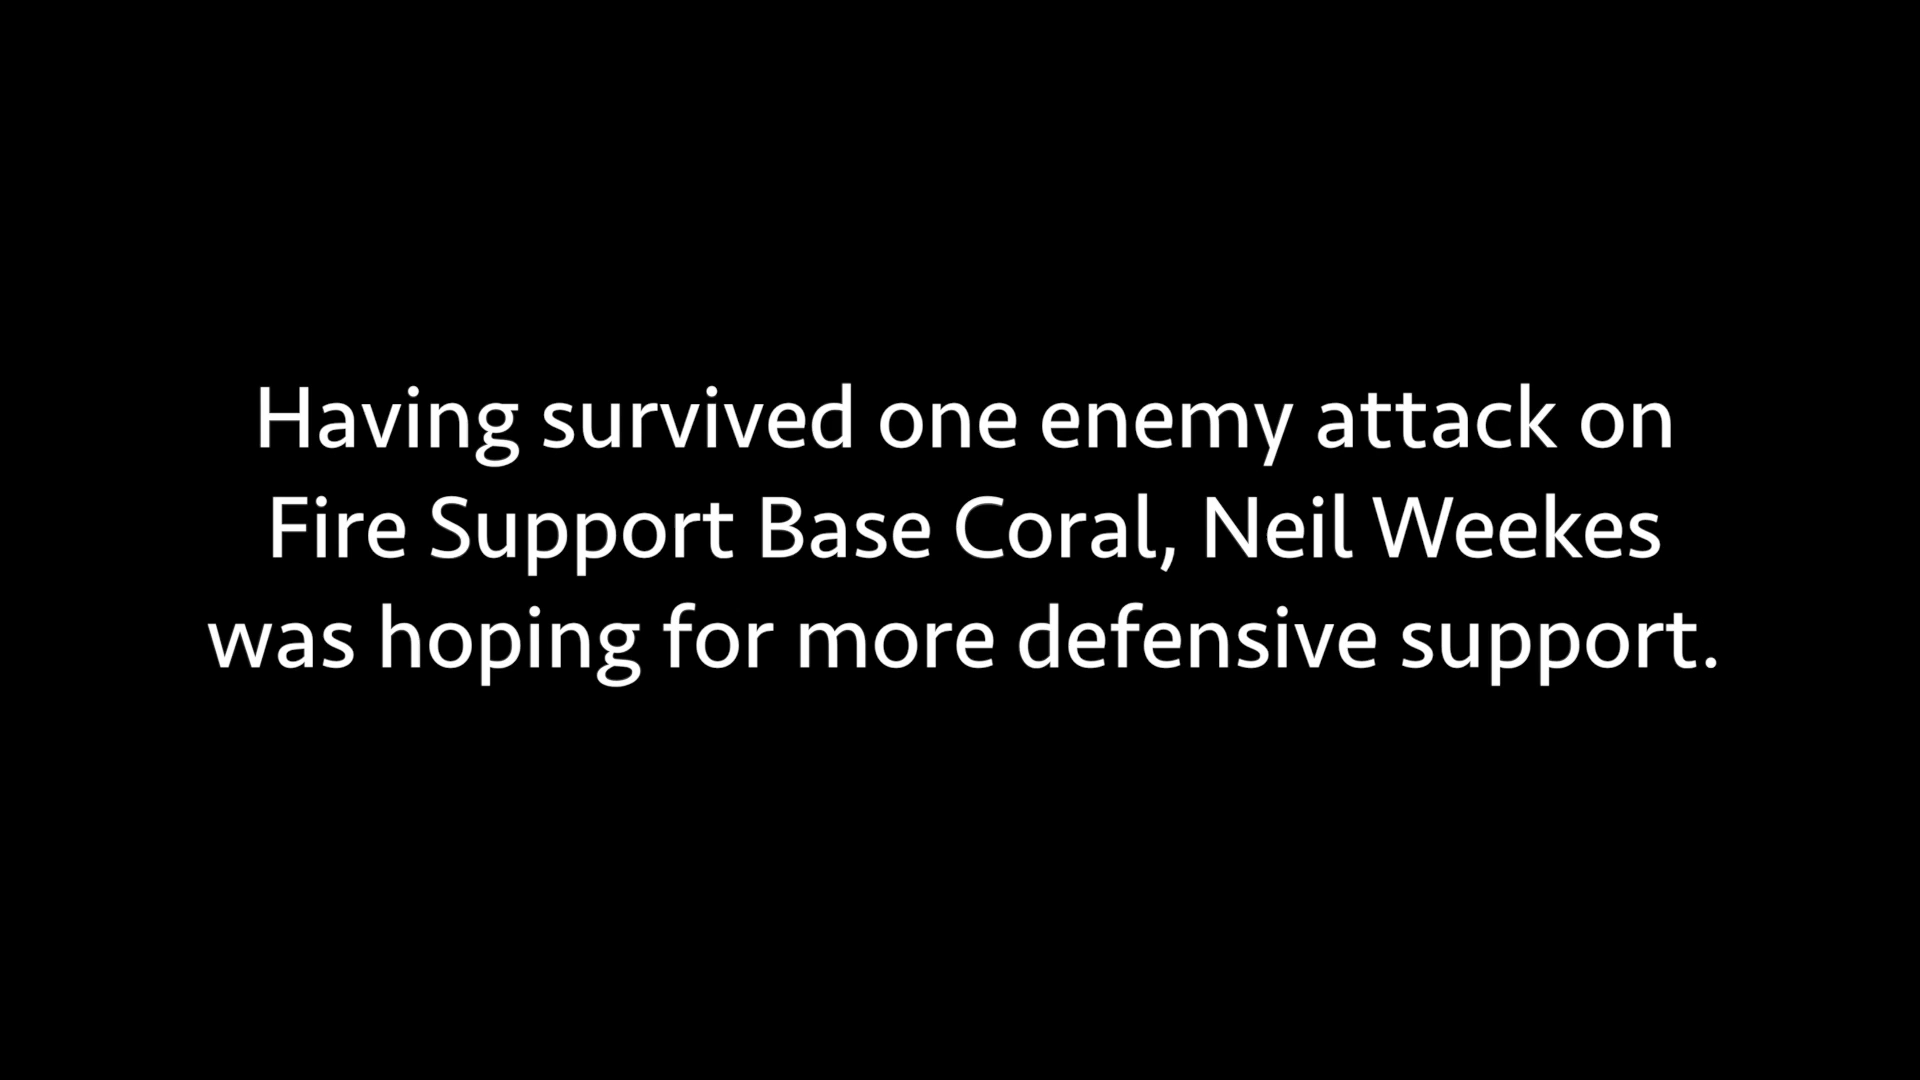 Having survived one enemy attack on
Fire Support Base Coral, Neil Weekes
was hoping for more defensive support.